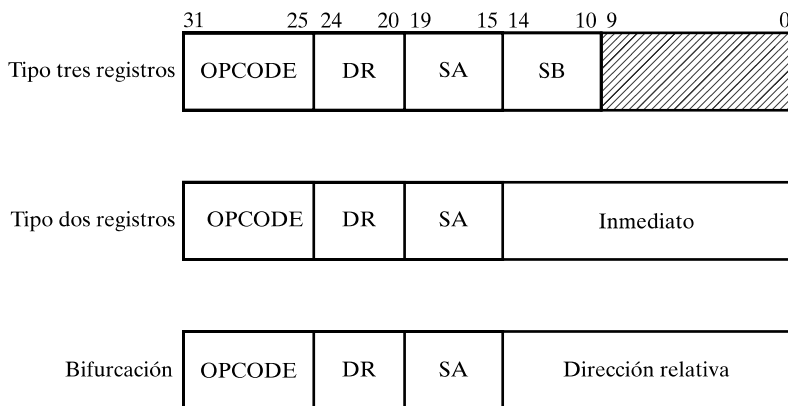 31 25 24 20 19 15 14 10 9 0
Tipo tres registros OPCODE DR SA SB
Tipo dos registros OPCODE DR SA Inmediato
Bifurcación OPCODE DR SA Dirección relativa